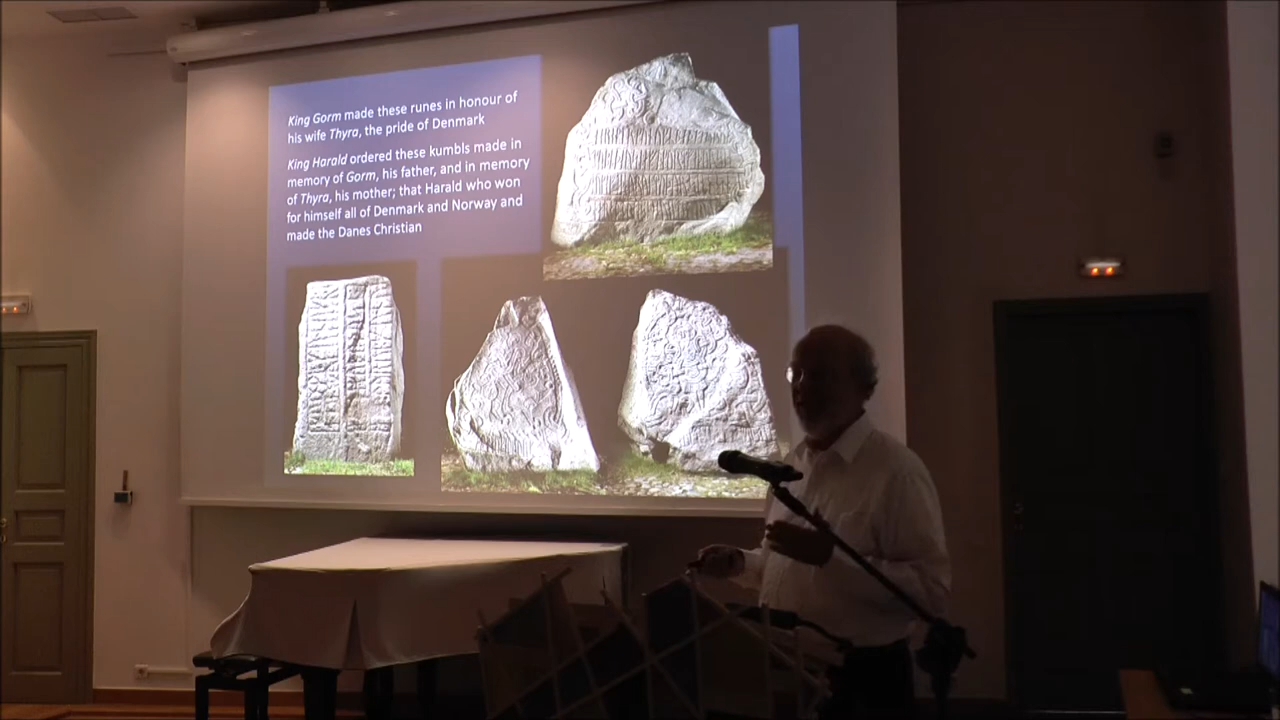 King Gorm made these runes in honour of
his wife Thyra, the pride of Denmark
King Harald ordered these kumbls made in
memory of Gorm, his father, and in memory
of Thyra, his mother; that Harald who won
for himself all of Denmark and Norway and
made the Danes Christian